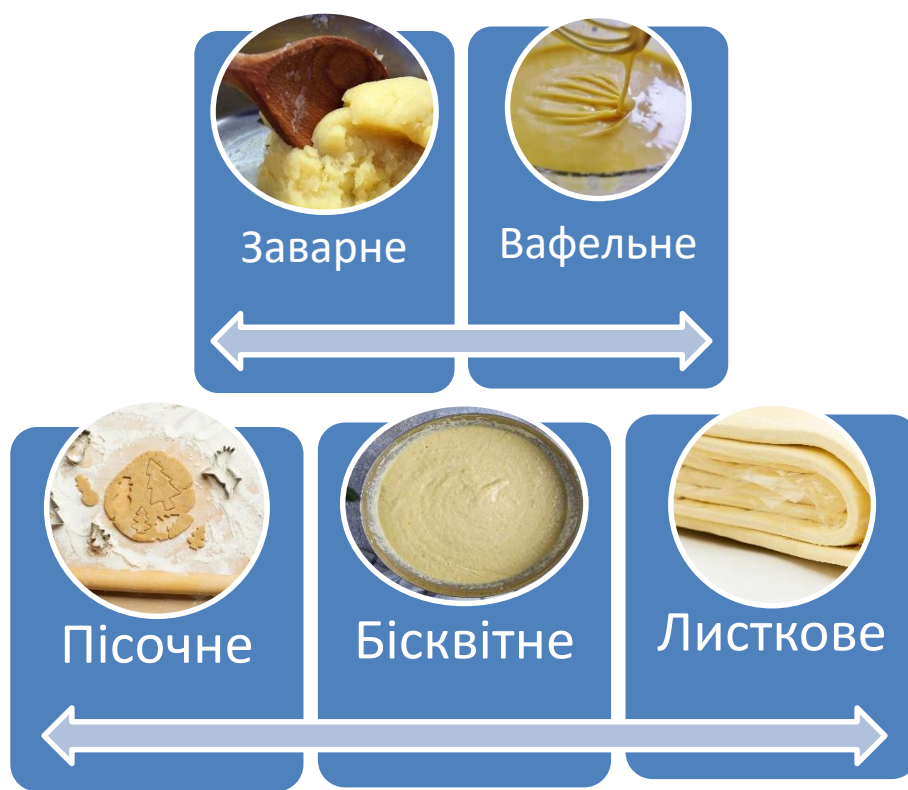 Заварне
Вафельне
Пісочне
Бісквітне
Листкове